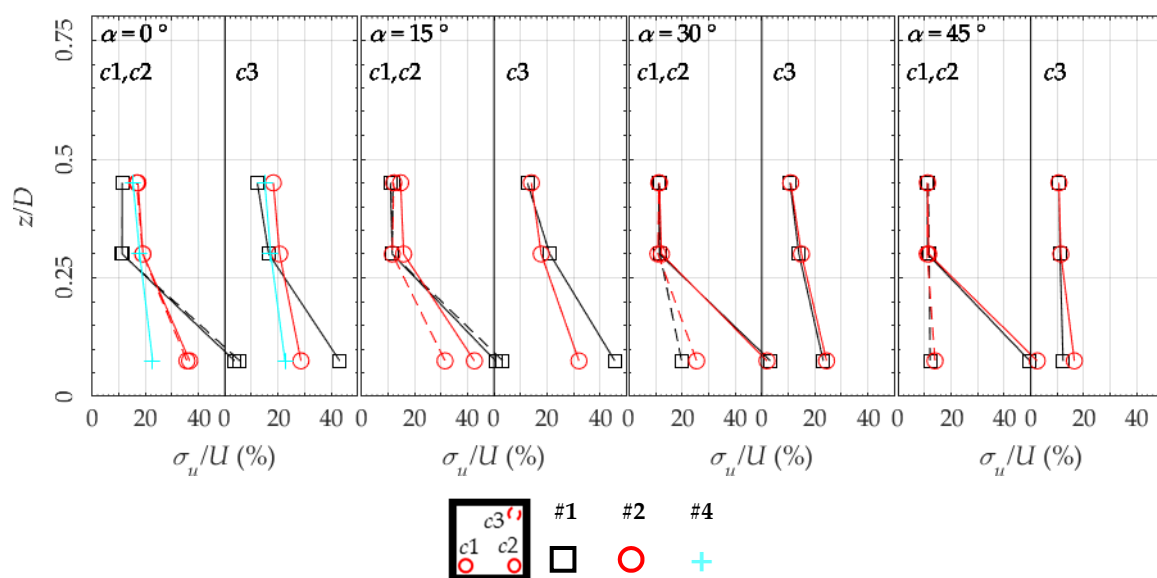 α = 0 ° α = 15 ° α = 30 ° α = 45 °
c1,c2 c3 c1,c2 c3 c1,c2 c3 c1,c2 c3
0.75
0.5
0.25
0
z/D
0 20 40 0 20 40 0 20 40 0 20 40 0 20 40 0 20 40 0 20 40 0 20 40
σu/U (%) σu/U (%) σu/U (%) σu/U (%)
c3 #1 #2 #4
c1 c2